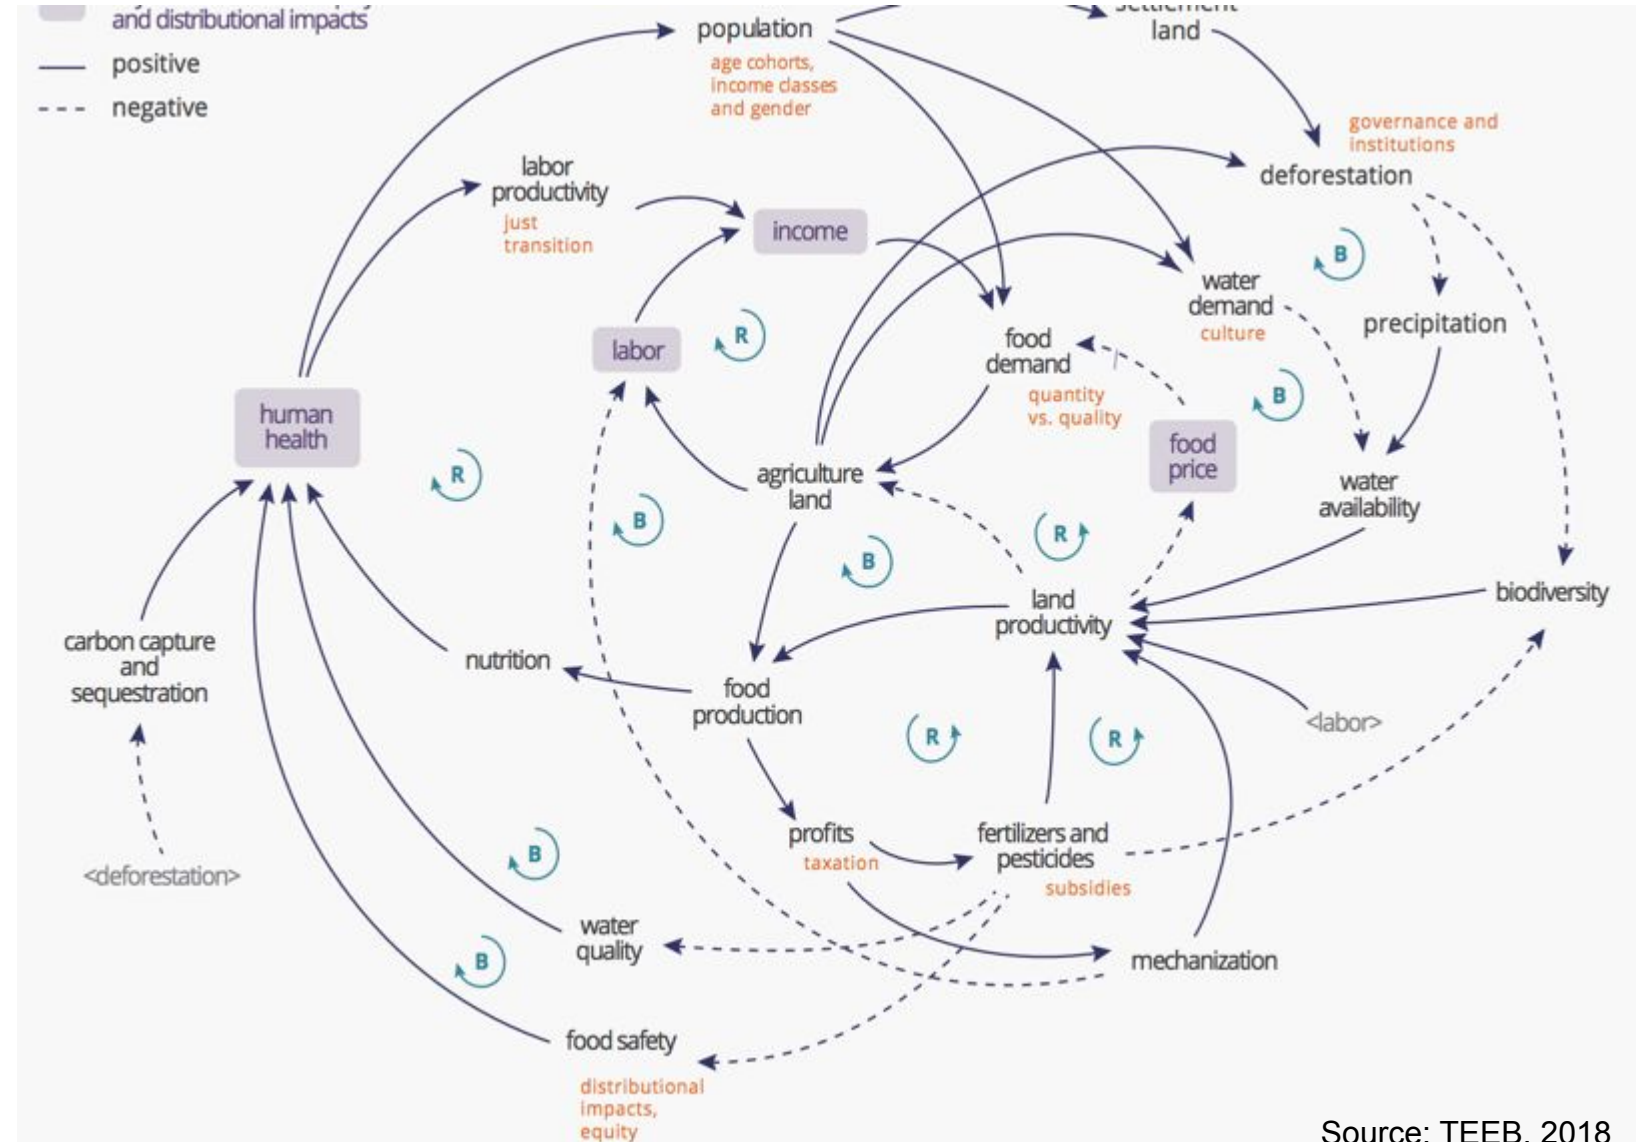 and distributional impacts
positive
negative
population
age cohorts,
income classes
and gender
settlement
land
governance and
institutions
deforestation
labor
productivity
just
transition
income
B
water
demand
culture
precipitation
labor
R
food
demand
quantity
vs. quality
B
human
health
food
price
agriculture
land
water
availability
R
B
R
B
land
productivity
biodiversity
carbon capture
and
sequestration
nutrition
food
production
<labor>
R
R
profits
taxation
fertilizers and
pesticides
subsidies
<deforestation>
B
water
quality
B
mechanization
food safety
distributional
impacts,
equity
Source: TEEB, 2018